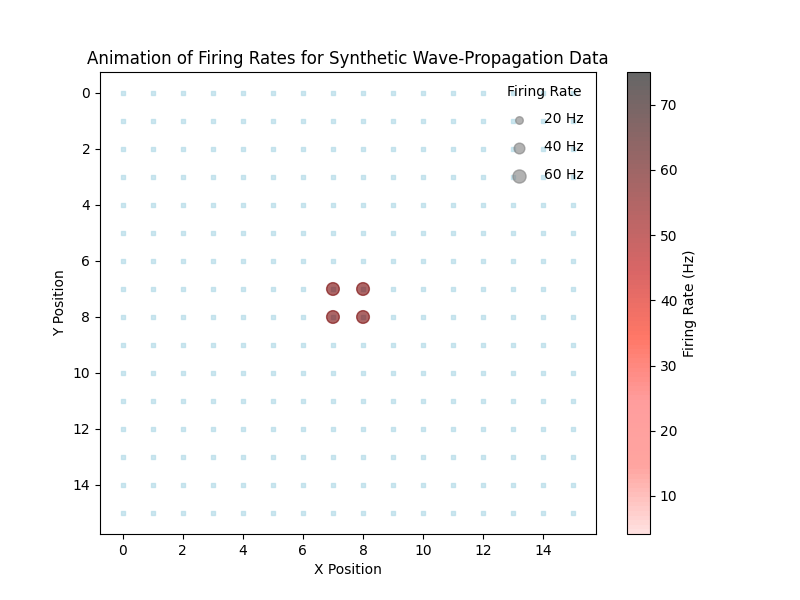 Animation of Firing Rates for Synthetic Wave-Propagation Data
Firing Rate
20 Hz
40 Hz
60 Hz
0
2
4
6
8
10
12
14
Y Position
0 2 4 6 8 10 12 14
X Position
70
60
50
40
30
20
10
Firing Rate (Hz)